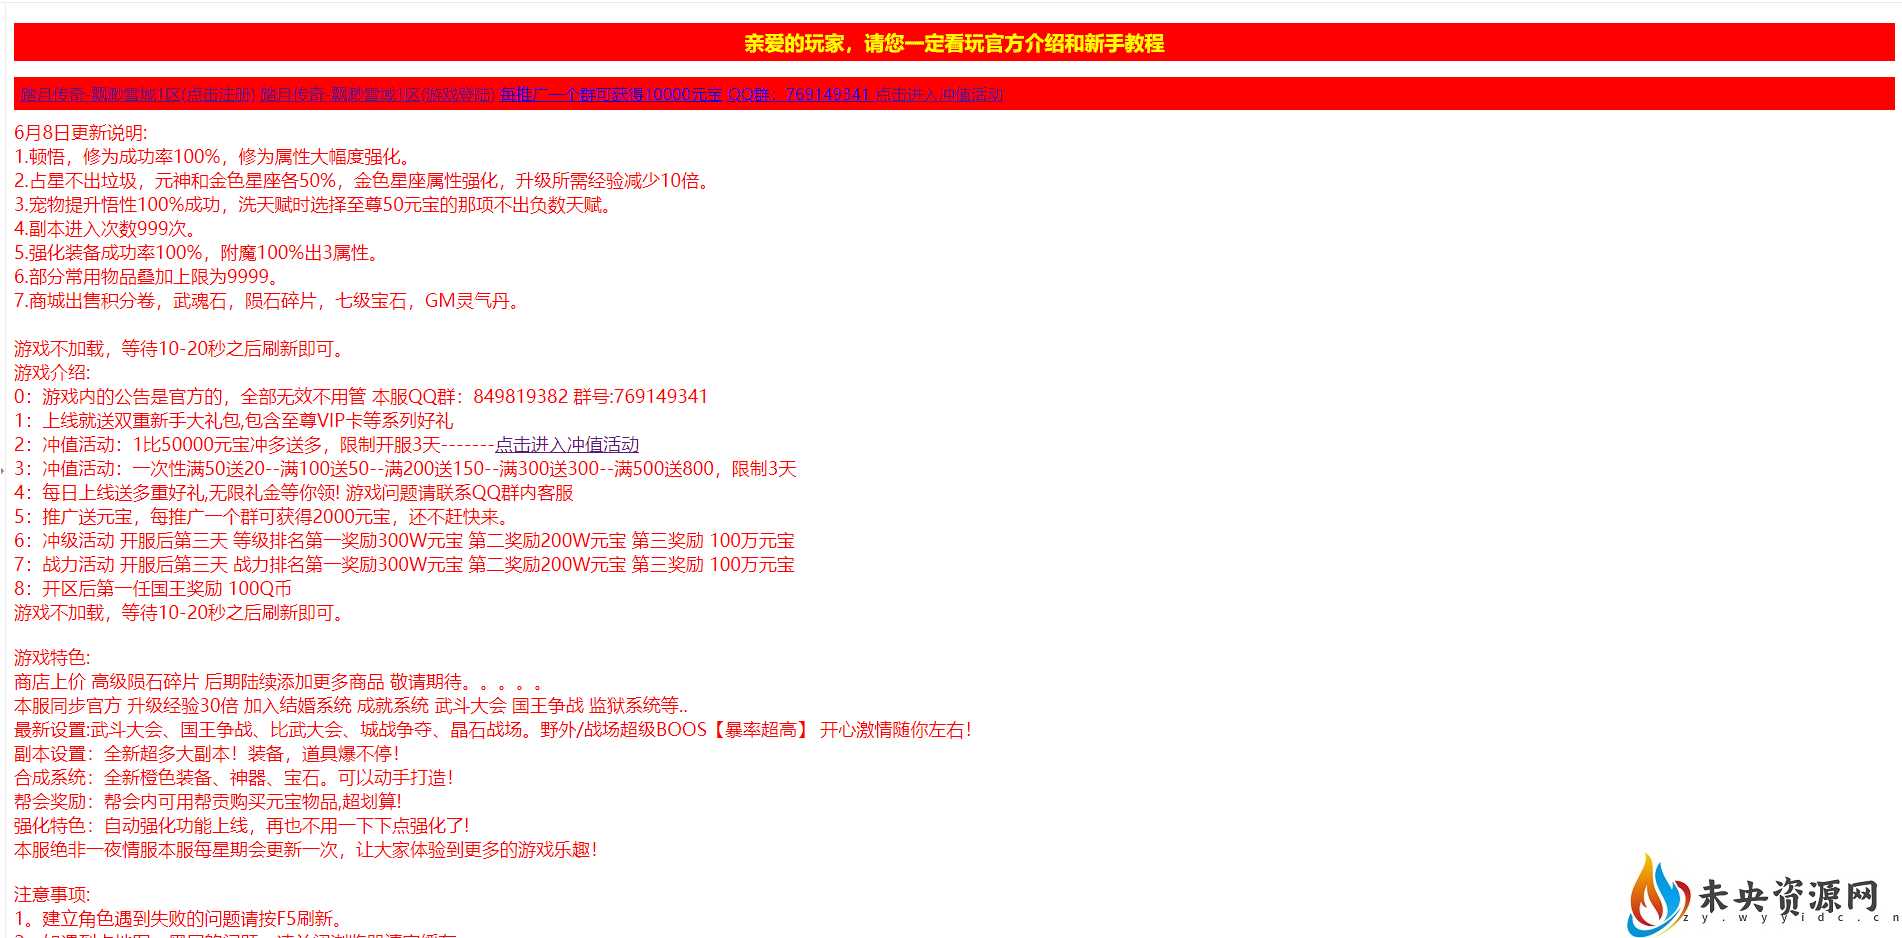 亲爱的玩家，请您一定看玩官方介绍和新手教程
踏月传奇-飘渺雪域1区(点击注册) 踏月传奇-飘渺雪域1区(游戏登陆) 每推广一个群可获得10000元宝 QQ群：769149341 点击进入冲值活动
6月8日更新说明:
1.顿悟，修为成功率100%，修为属性大幅度强化。
2.占星不出垃圾，元神和金色星座各50%，金色星座属性强化，升级所需经验减少10倍。
3.宠物提升悟性100%成功，洗天赋时选择至尊50元宝的那项不出负数天赋。
4.副本进入次数999次。
5.强化装备成功率100%，附魔100%出3属性。
6.部分常用物品叠加上限为9999。
7.商城出售积分卷，武魂石，陨石碎片，七级宝石，GM灵气丹。
游戏不加载，等待10-20秒之后刷新即可。
游戏介绍:
0：游戏内的公告是官方的，全部无效不用管 本服QQ群：849819382 群号:769149341
1：上线就送双重新手大礼包,包含至尊VIP卡等系列好礼
2：冲值活动：1比50000元宝冲多送多，限制开服3天-------点击进入冲值活动
3：冲值活动：一次性满50送20--满100送50--满200送150--满300送300--满500送800，限制3天
4：每日上线送多重好礼,无限礼金等你领! 游戏问题请联系QQ群内客服
5：推广送元宝，每推广一个群可获得2000元宝，还不赶快来。
6：冲级活动 开服后第三天 等级排名第一奖励300W元宝 第二奖励200W元宝 第三奖励 100万元宝
7：战力活动 开服后第三天 战力排名第一奖励300W元宝 第二奖励200W元宝 第三奖励 100万元宝
8：开区后第一任国王奖励 100Q币
游戏不加载，等待10-20秒之后刷新即可。
游戏特色:
商店上价 高级陨石碎片 后期陆续添加更多商品 敬请期待。。。。。
本服同步官方 升级经验30倍 加入结婚系统 成就系统 武斗大会 国王争战 监狱系统等..
最新设置:武斗大会、国王争战、比武大会、城战争夺、晶石战场。野外/战场超级BOOS【暴率超高】 开心激情随你左右！
副本设置：全新超多大副本！装备，道具爆不停！
合成系统：全新橙色装备、神器、宝石。可以动手打造！
帮会奖励：帮会内可用帮贡购买元宝物品,超划算!
强化特色：自动强化功能上线，再也不用一下下点强化了!
本服绝非一夜情服本服每星期会更新一次，让大家体验到更多的游戏乐趣！
注意事项:
1。建立角色遇到失败的问题请按F5刷新。
未央资源网
zy.wyyidc.cn